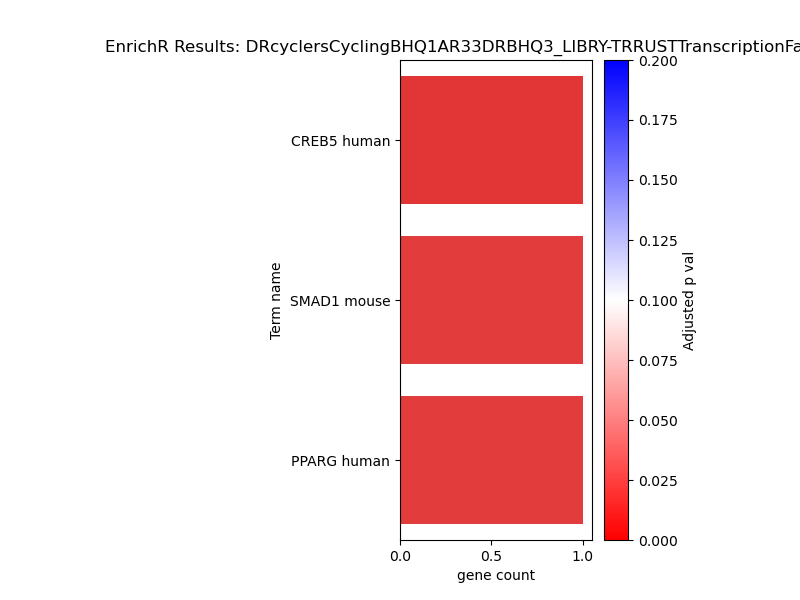 EnrichR Results: DRcyclersCyclingBHQ1AR33DRBHQ3_LIBRY-TRRUSTTranscriptionFa
CREB5 human
SMAD1 mouse
PPARG human
Term name
0.0 0.5 1.0
gene count
0.200
0.175
0.150
0.125
0.100
0.075
0.050
0.025
0.000
Adjusted p val